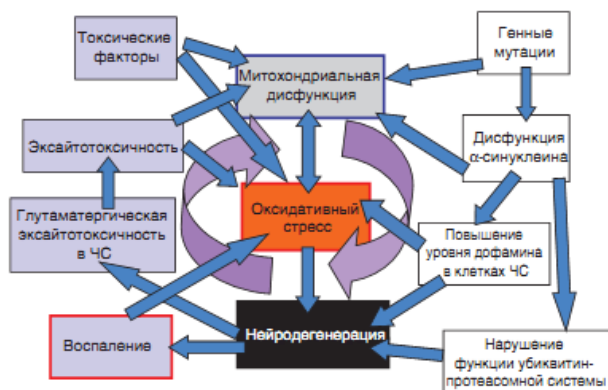 Токсические
факторы
Генные
мутации
Митохондриальная
дисфункция
Эксайтотоксичность
Дисфункция
α-синуклеина
Оксидативный
стресс
Глутаматергическая
эксайтотоксичность
в ЧС
Повышение
уровня дофамина
в клетках ЧС
Воспаление
Нейродегенерация
Нарушение
функции убиквитин-
протеасомной системы